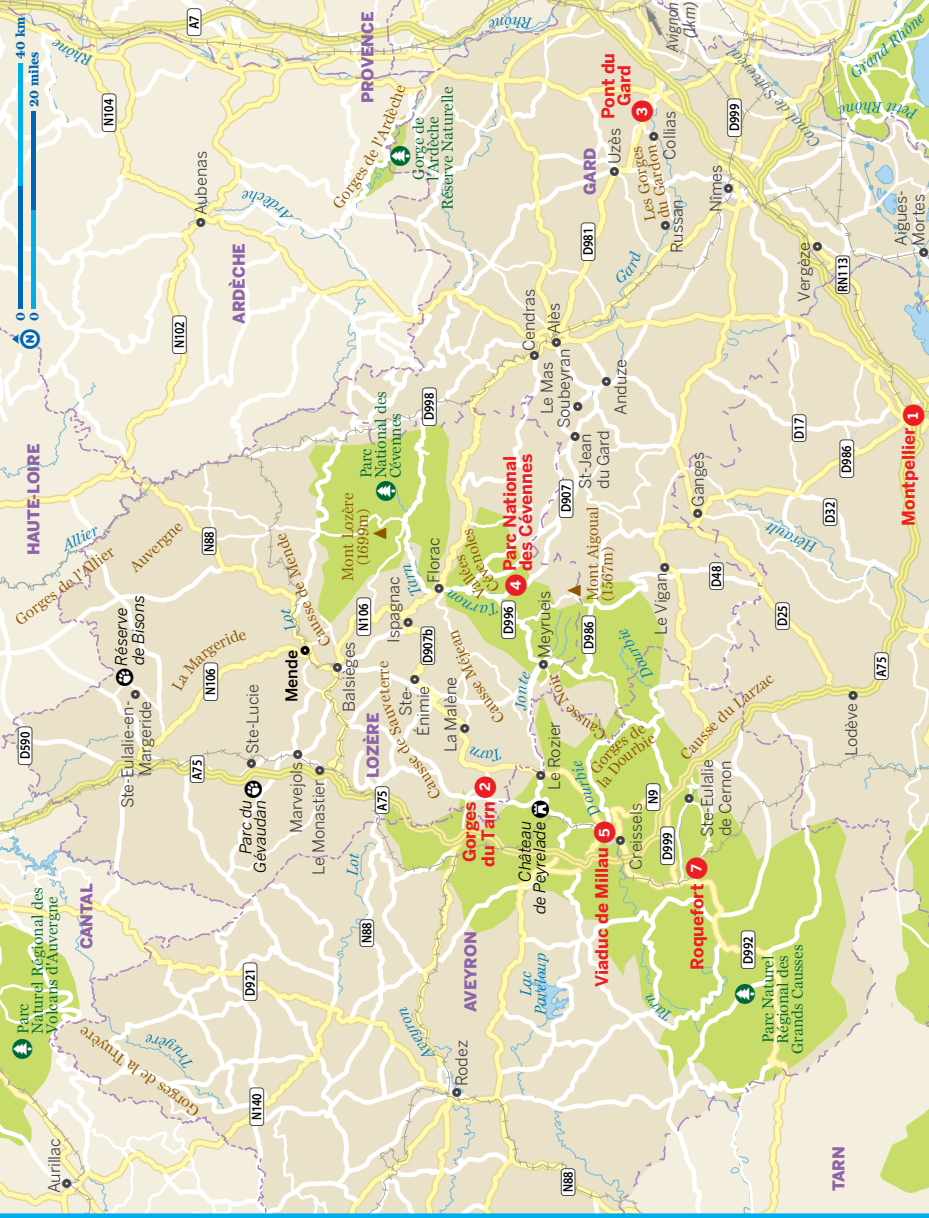 0
40 km
0
20 miles
N
HAUTE-LOIRE
CANTAL
ARDÈCHE
PROVENCE
LOZÈRE
AVEYRON
GARD
TARN
Aurillac
Parc
Naturel Régional des
Volcans d'Auvergne
Gorges de la Truyère
Truyère
N140
D921
D590
Ste-Eulalie-en-
Margeride
Réserve
de Bisons
Gorges de l'Allier
Allier
Auvergne
N88
La Margeride
N106
A75
Ste-Lucie
Parc du
Gévaudan
Marvejols
Le Monastier
Lot
N88
Mende
Lot
Causse de Mende
Balsièges
N106
N102
Aubenas
Ardèche
N104
Rhône
A7
Rhône
Gorges de l'Ardèche
Gorge de
l'Ardèche
Réserve Naturelle
Mont Lozère
(1699m)
Parc
National des
Cévennes
D998
A75
Causse de Sauveterre
Ispagnac
D907b
Ste-
Énimie
La Malène
Tarn
Tarn
Florac
Tarnon
Vallées
Cévenoles
Causse Méjean
Gorges
du Tarn
2
Parc National
des Cévennes
4
D996
Meyrueis
Jonte
Causse Noir
Le Rozier
Château
de Peyrelade
Aveyron
Rodez
N88
Lac
Pareloup
Viaduc de Millau
5
Creissels
Dourbie
Gorges de
la Dourbie
Dourbie
N9
D999
Roquefort
7
Ste-Eulalie
de Cernon
Causse du Larzac
Tarn
D992
Parc Naturel
Régional des
Grands Causses
D986
Mont Aigoual
(1567m)
Le Vigan
D48
Ganges
D25
Hérault
D32
D986
D17
Lodève
A75
Montpellier
1
St-Jean
du Gard
D907
Le Mas
Soubeyran
Anduze
Cendras
Alès
Gard
D981
Uzès
Pont du
Gard
3
Les Gorges
du Gardon
Collias
Russan
Nîmes
D999
Avignon
(1km)
Vergèze
RN113
Aigues-
Mortes
Petit Rhône
Grand Rhône